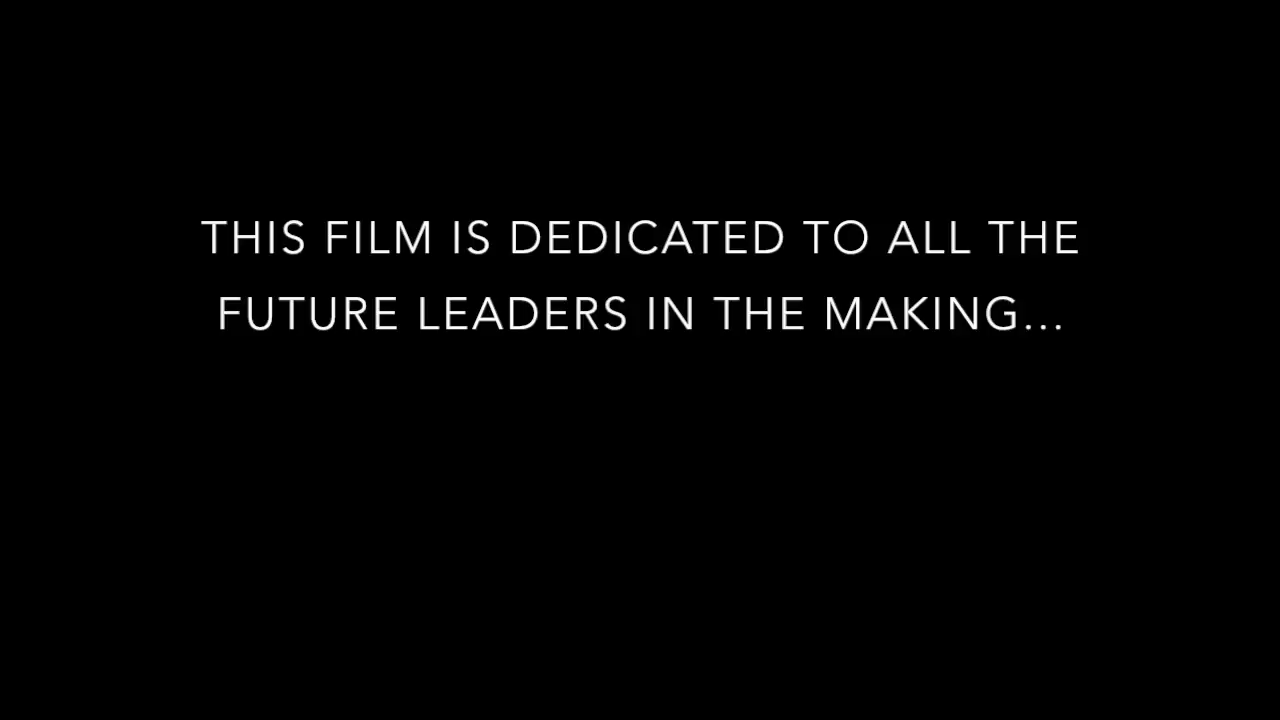 THIS FILM IS DEDICATED TO ALL THE
FUTURE LEADERS IN THE MAKING...